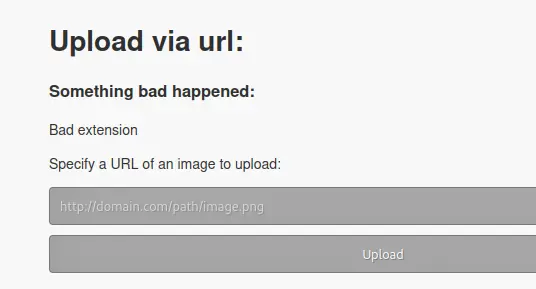 Upload via url:
Something bad happened:
Bad extension
Specify a URL of an image to upload:
http://domain.com/path/image.png
Upload